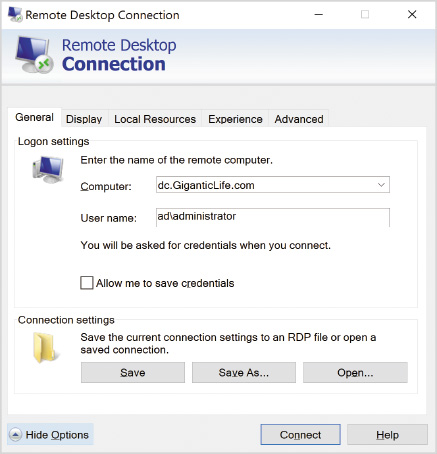 Remote Desktop Connection
Remote Desktop
Connection
General Display Local Resources Experience Advanced
Logon settings
Enter the name of the remote computer.
Computer: dc.GiganticLife.com
User name: ad\administrator
You will be asked for credentials when you connect.
Allow me to save credentials
Connection settings
Save the current connection settings to an RDP file or open a
saved connection.
Save Save As... Open...
Hide Options Connect Help